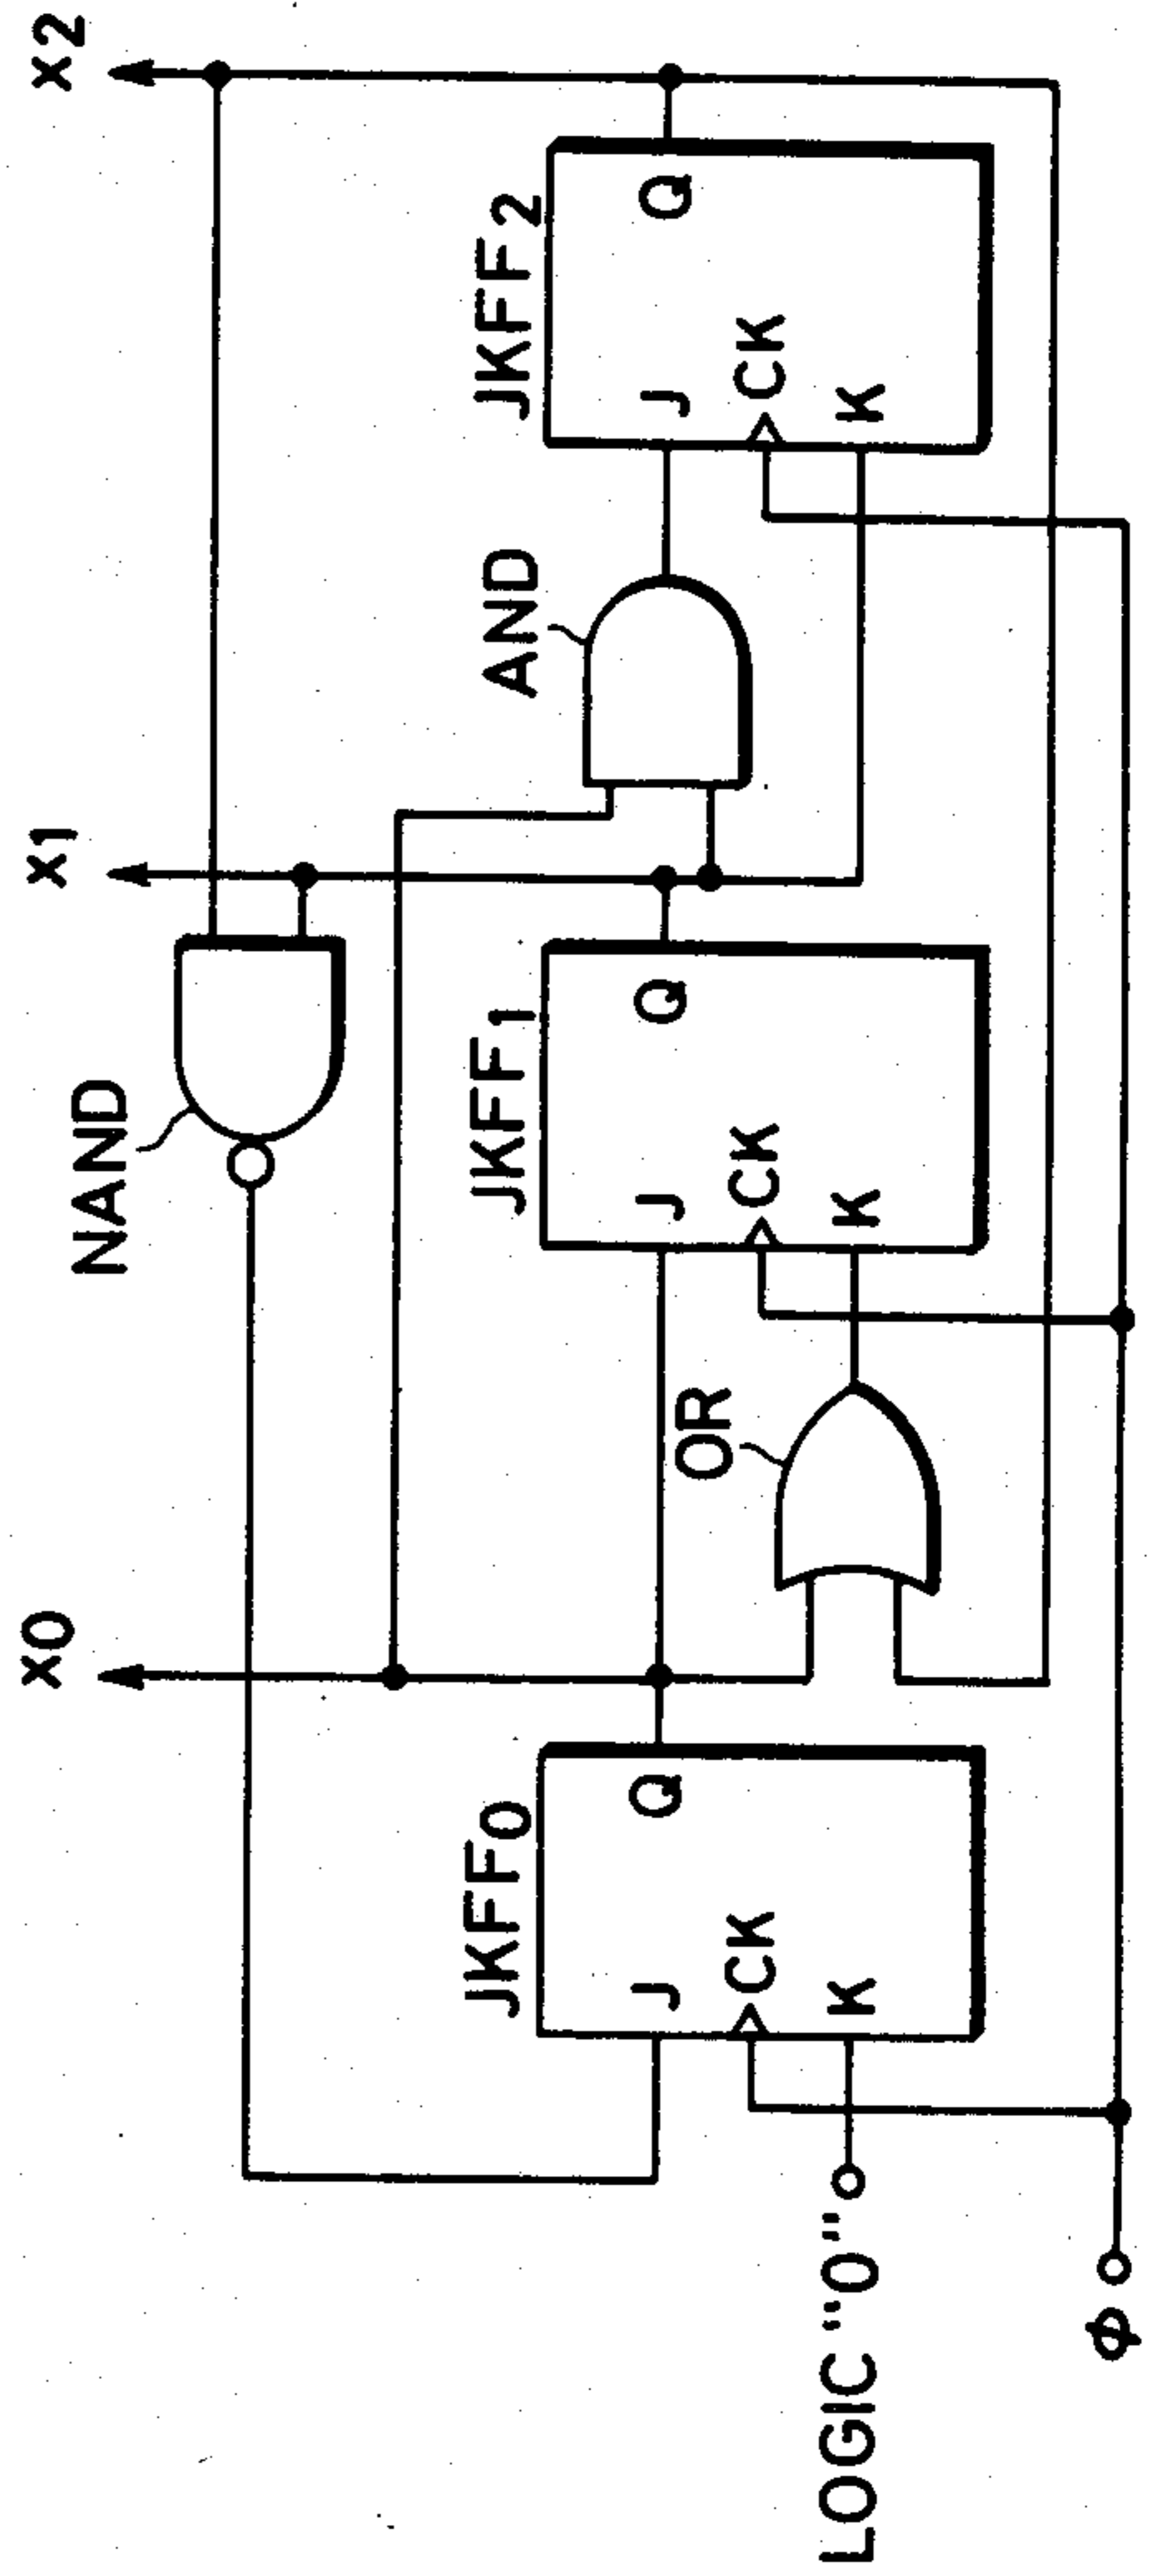 X0
X1
X2
NAND
JKFF0
J
CK
K
Q
OR
JKFF1
J
CK
K
Q
AND
JKFF2
J
CK
K
Q
LOGIC "0"
Φ